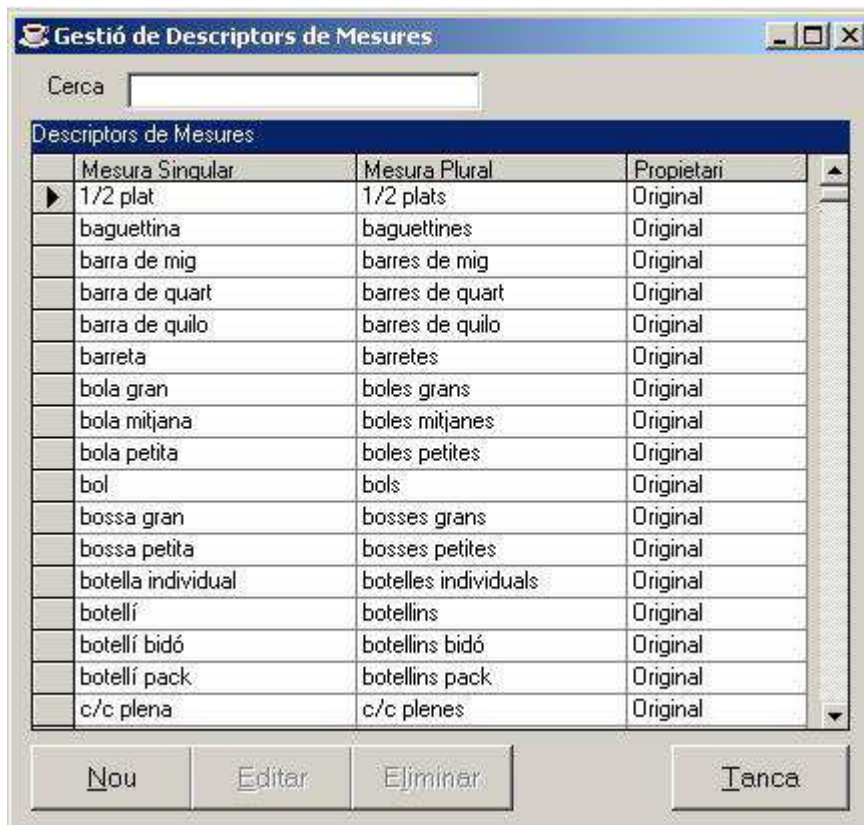 Gestió de Descriptors de Mesures
Cerca
Descriptors de Mesures
Mesura Singular Mesura Plural Propietari
1/2 plat 1/2 plats Original
baguettina baguettines Original
barra de mig barres de mig Original
barra de quart barres de quart Original
barra de quilo barres de quilo Original
barreta barretes Original
bola gran boles grans Original
bola mitjana boles mitjanes Original
bola petita boles petites Original
bol bols Original
bossa gran bosses grans Original
bossa petita bosses petites Original
botella individual botelles individuals Original
botellí botellins Original
botellí bidó botellins bidó Original
botellí pack botellins pack Original
c/c plena c/c plenes Original
Nou Editar Eliminar Tanca